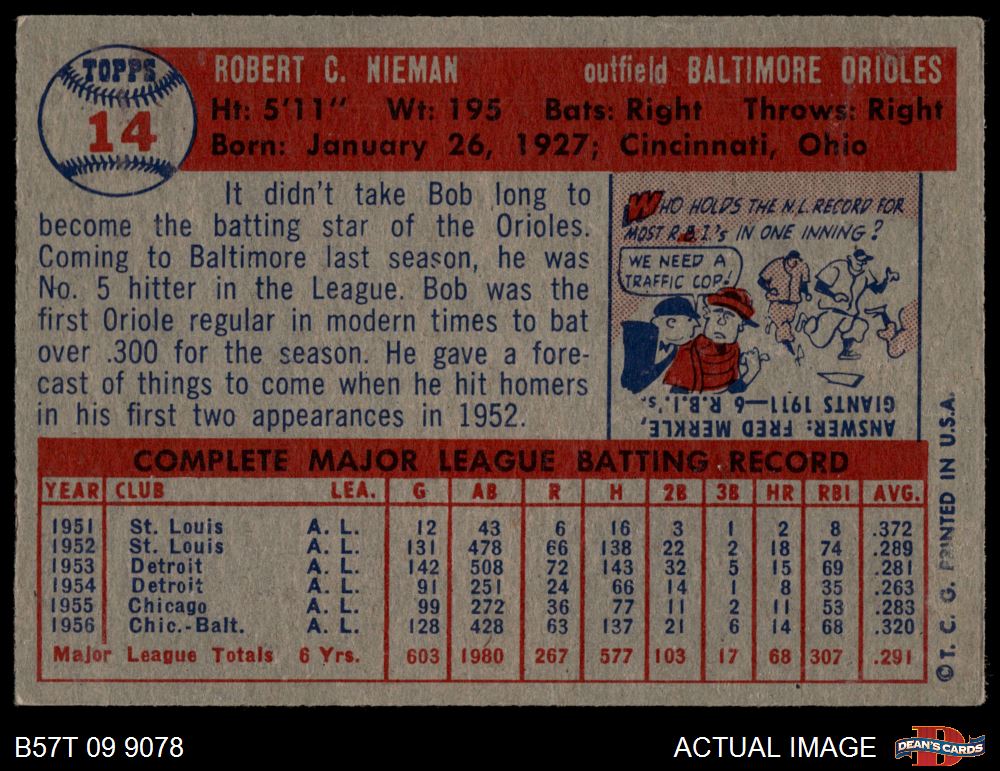 TOPPS
14
ROBERT C. NIEMAN outfield BALTIMORE ORIOLES
Ht: 5'11" Wt: 195 Bats: Right Throws: Right
Born: January 26, 1927; Cincinnati, Ohio
It didn't take Bob long to
become the batting star of the Orioles.
Coming to Baltimore last season, he was
No. 5 hitter in the League. Bob was the
first Oriole regular in modern times to bat
over .300 for the season. He gave a fore-
cast of things to come when he hit homers
in his first two appearances in 1952.
WHO HOLDS THE N.L. RECORD FOR
MOST R.B.I.'s IN ONE INNING?
WE NEED A
TRAFFIC COP!
ANSWER: FRED MERKLE,
GIANTS 1911—6 R.B.I.'s.
COMPLETE MAJOR LEAGUE BATTING RECORD
YEAR CLUB LEA. G AB R H 2B 3B HR RBI AVG.
1951 St. Louis A. L. 12 43 6 16 3 1 2 8 .372
1952 St. Louis A. L. 131 478 66 138 22 2 18 74 .289
1953 Detroit A. L. 142 508 72 143 32 5 15 69 .281
1954 Detroit A. L. 91 251 24 66 14 1 8 35 .263
1955 Chicago A. L. 99 272 36 77 11 2 11 53 .283
1956 Chic.-Balt. A. L. 128 428 63 137 21 6 14 68 .320
Major League Totals 6 Yrs. 603 1980 267 577 103 17 68 307 .291
© T. C. G. PRINTED IN U.S.A.
B57T 09 9078
ACTUAL IMAGE
DEAN'S CARDS